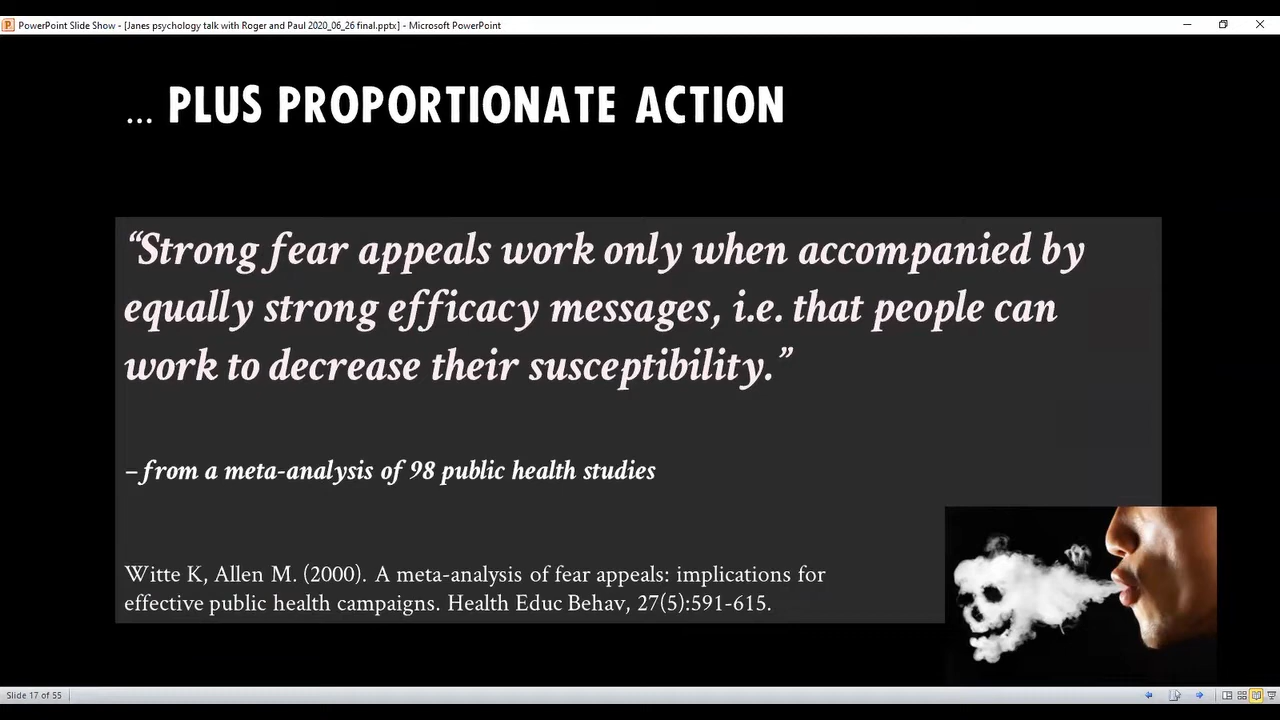 PowerPoint Slide Show - [Janes psychology talk with Roger and Paul 2020_06_26 final.pptx] - Microsoft PowerPoint
... PLUS PROPORTIONATE ACTION
“Strong fear appeals work only when accompanied by
equally strong efficacy messages, i.e. that people can
work to decrease their susceptibility.”
– from a meta-analysis of 98 public health studies
Witte K, Allen M. (2000). A meta-analysis of fear appeals: implications for
effective public health campaigns. Health Educ Behav, 27(5):591-615.
Slide 17 of 55